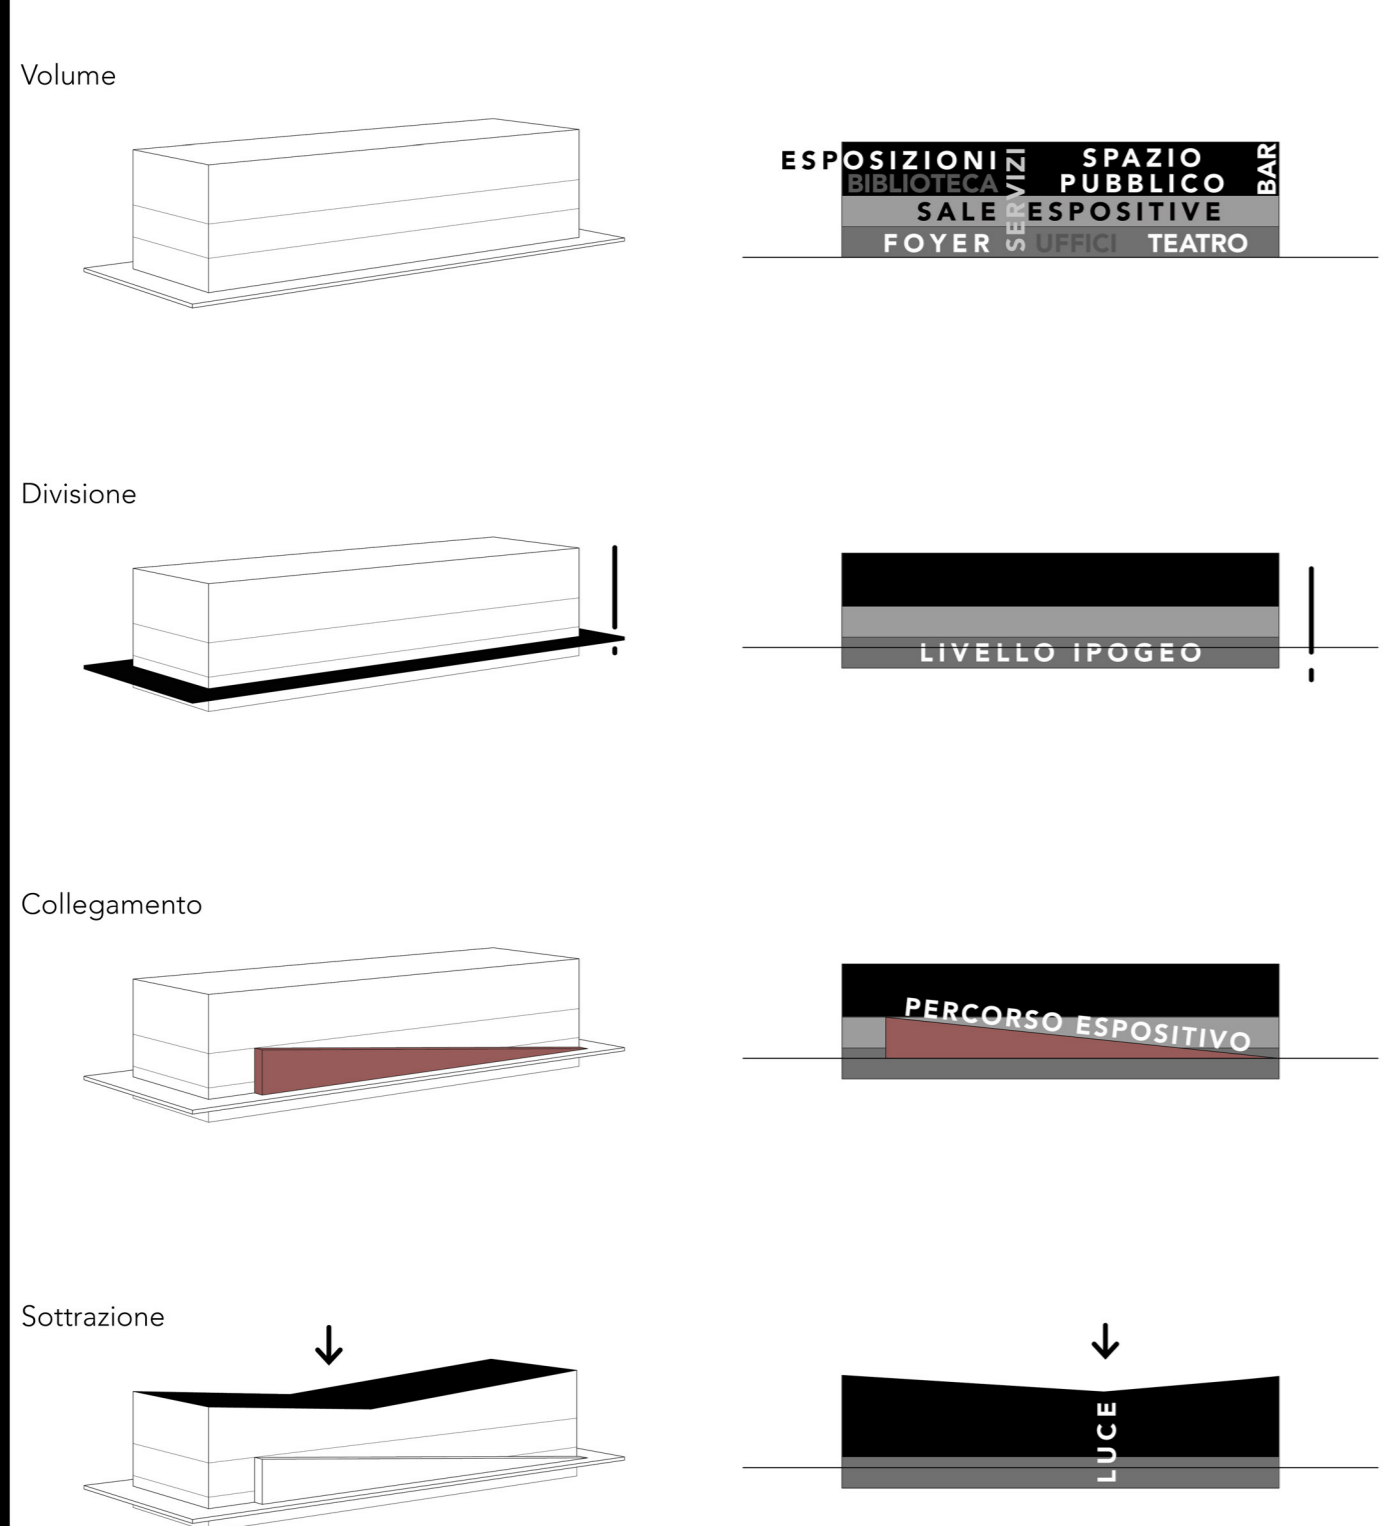 Volume
ESPOSIZIONI
BIBLIOTECA
SERVIZI
SPAZIO
PUBBLICO
BAR
SALE ESPOSITIVE
FOYER
UFFICI
TEATRO
Divisione
LIVELLO IPOGEO
Collegamento
PERCORSO ESPOSITIVO
Sottrazione
LUCE